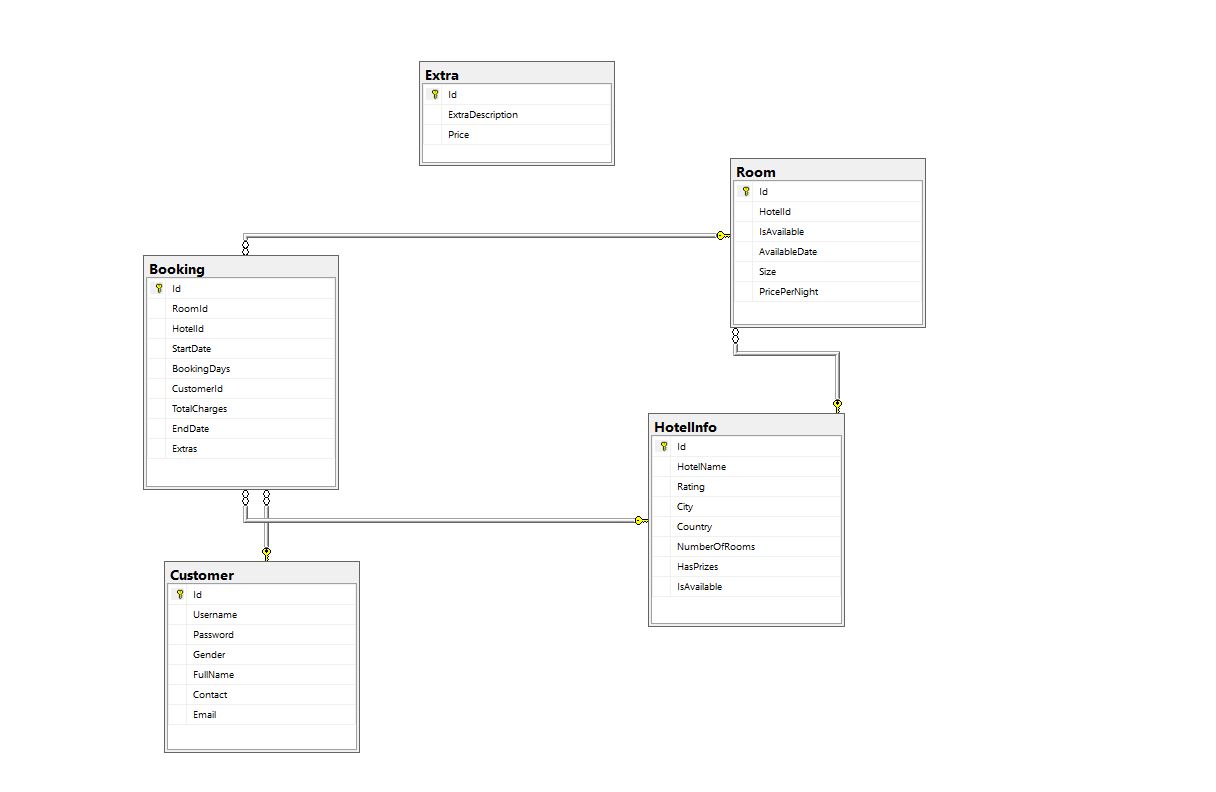 Extra
Id
ExtraDescription
Price
Room
Id
HotelId
IsAvailable
AvailableDate
Size
PricePerNight
Booking
Id
RoomId
HotelId
StartDate
BookingDays
CustomerId
TotalCharges
EndDate
Extras
HotelInfo
Id
HotelName
Rating
City
Country
NumberOfRooms
HasPrizes
IsAvailable
Customer
Id
Username
Password
Gender
FullName
Contact
Email